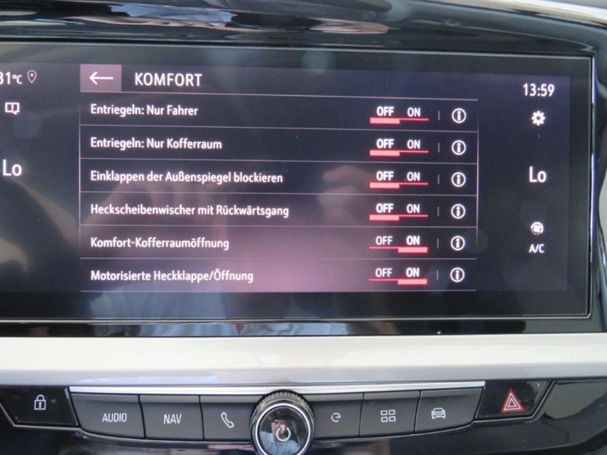 31°C
KOMFORT
13:59
Entriegeln: Nur Fahrer OFF ON
Entriegeln: Nur Kofferraum OFF ON
Lo
Einklappen der Außenspiegel blockieren OFF ON
Lo
Heckscheibenwischer mit Rückwärtsgang OFF ON
Komfort-Kofferraumöffnung OFF ON
A/C
Motorisierte Heckklappe/Öffnung OFF ON
AUDIO
NAV